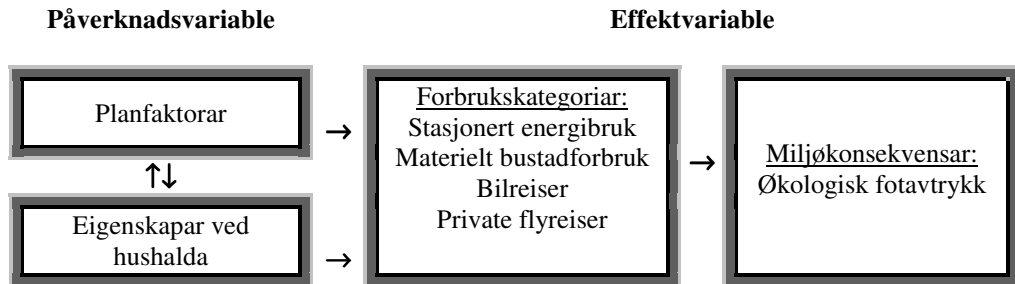 Påverknadsvariable
Effektvariable
Planfaktorar
→
↑↓
Eigenskapar ved
hushalda
→
Forbrukskategoriar:
Stasjonert energibruk
Materielt bustadforbruk
Bilreiser
Private flyreiser
→
Miljøkonsekvensar:
Økologisk fotavtrykk